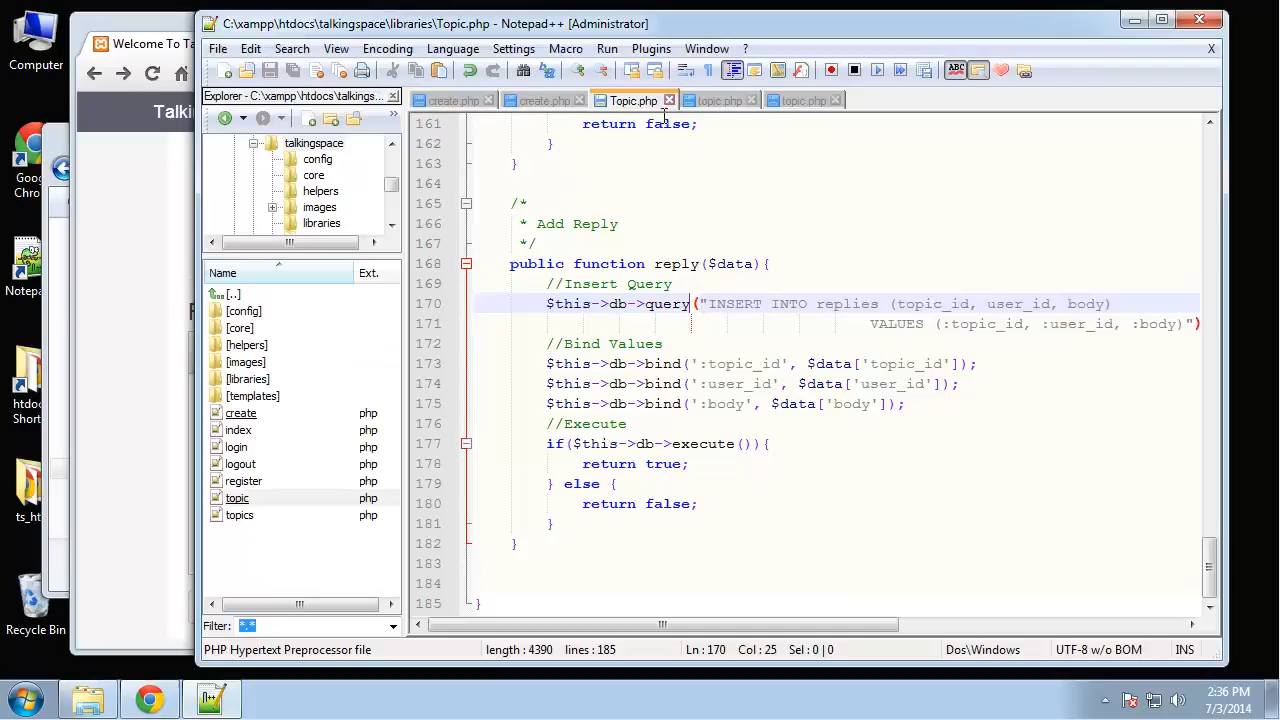 Computer
Goog
Chro
Notepa
htdoc
Short
ts_ht
Recycle Bin
Welcome To Ta
Talkin
C:\xampp\htdocs\talkingspace\libraries\Topic.php - Notepad++ [Administrator]
File Edit Search View Encoding Language Settings Macro Run Plugins Window ? X
ABC
Explorer - C:\xampp\htdocs\talkings...
create.php create.php Topic.php topic.php topic.php
talkingspace
config
core
helpers
images
libraries
Name Ext.
[..]
[config]
[core]
[helpers]
[images]
[libraries]
[templates]
create php
index php
login php
logout php
register php
topic php
topics php
Filter: *.*
161 return false;
162 }
163 }
164
165 /*
166 * Add Reply
167 */
168 public function reply($data){
169 //Insert Query
170 $this->db->query("INSERT INTO replies (topic_id, user_id, body)
171 VALUES (:topic_id, :user_id, :body)")
172 //Bind Values
173 $this->db->bind(':topic_id', $data['topic_id']);
174 $this->db->bind(':user_id', $data['user_id']);
175 $this->db->bind(':body', $data['body']);
176 //Execute
177 if($this->db->execute()){
178 return true;
179 } else {
180 return false;
181 }
182 }
183
184
185 }
PHP Hypertext Preprocessor file length : 4390 lines : 185 Ln : 170 Col : 25 Sel : 0 | 0 Dos\Windows UTF-8 w/o BOM INS
2:36 PM
7/3/2014